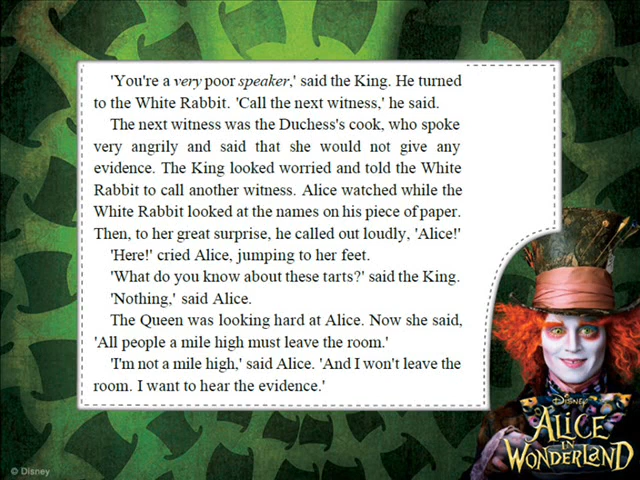 'You're a very poor speaker,' said the King. He turned
to the White Rabbit. 'Call the next witness,' he said.
The next witness was the Duchess's cook, who spoke
very angrily and said that she would not give any
evidence. The King looked worried and told the White
Rabbit to call another witness. Alice watched while the
White Rabbit looked at the names on his piece of paper.
Then, to her great surprise, he called out loudly, 'Alice!'
'Here!' cried Alice, jumping to her feet.
'What do you know about these tarts?' said the King.
'Nothing,' said Alice.
The Queen was looking hard at Alice. Now she said,
'All people a mile high must leave the room.'
'I'm not a mile high,' said Alice. 'And I won't leave the
room. I want to hear the evidence.'
DISNEY
ALICE
IN
WONDERLAND
© Disney